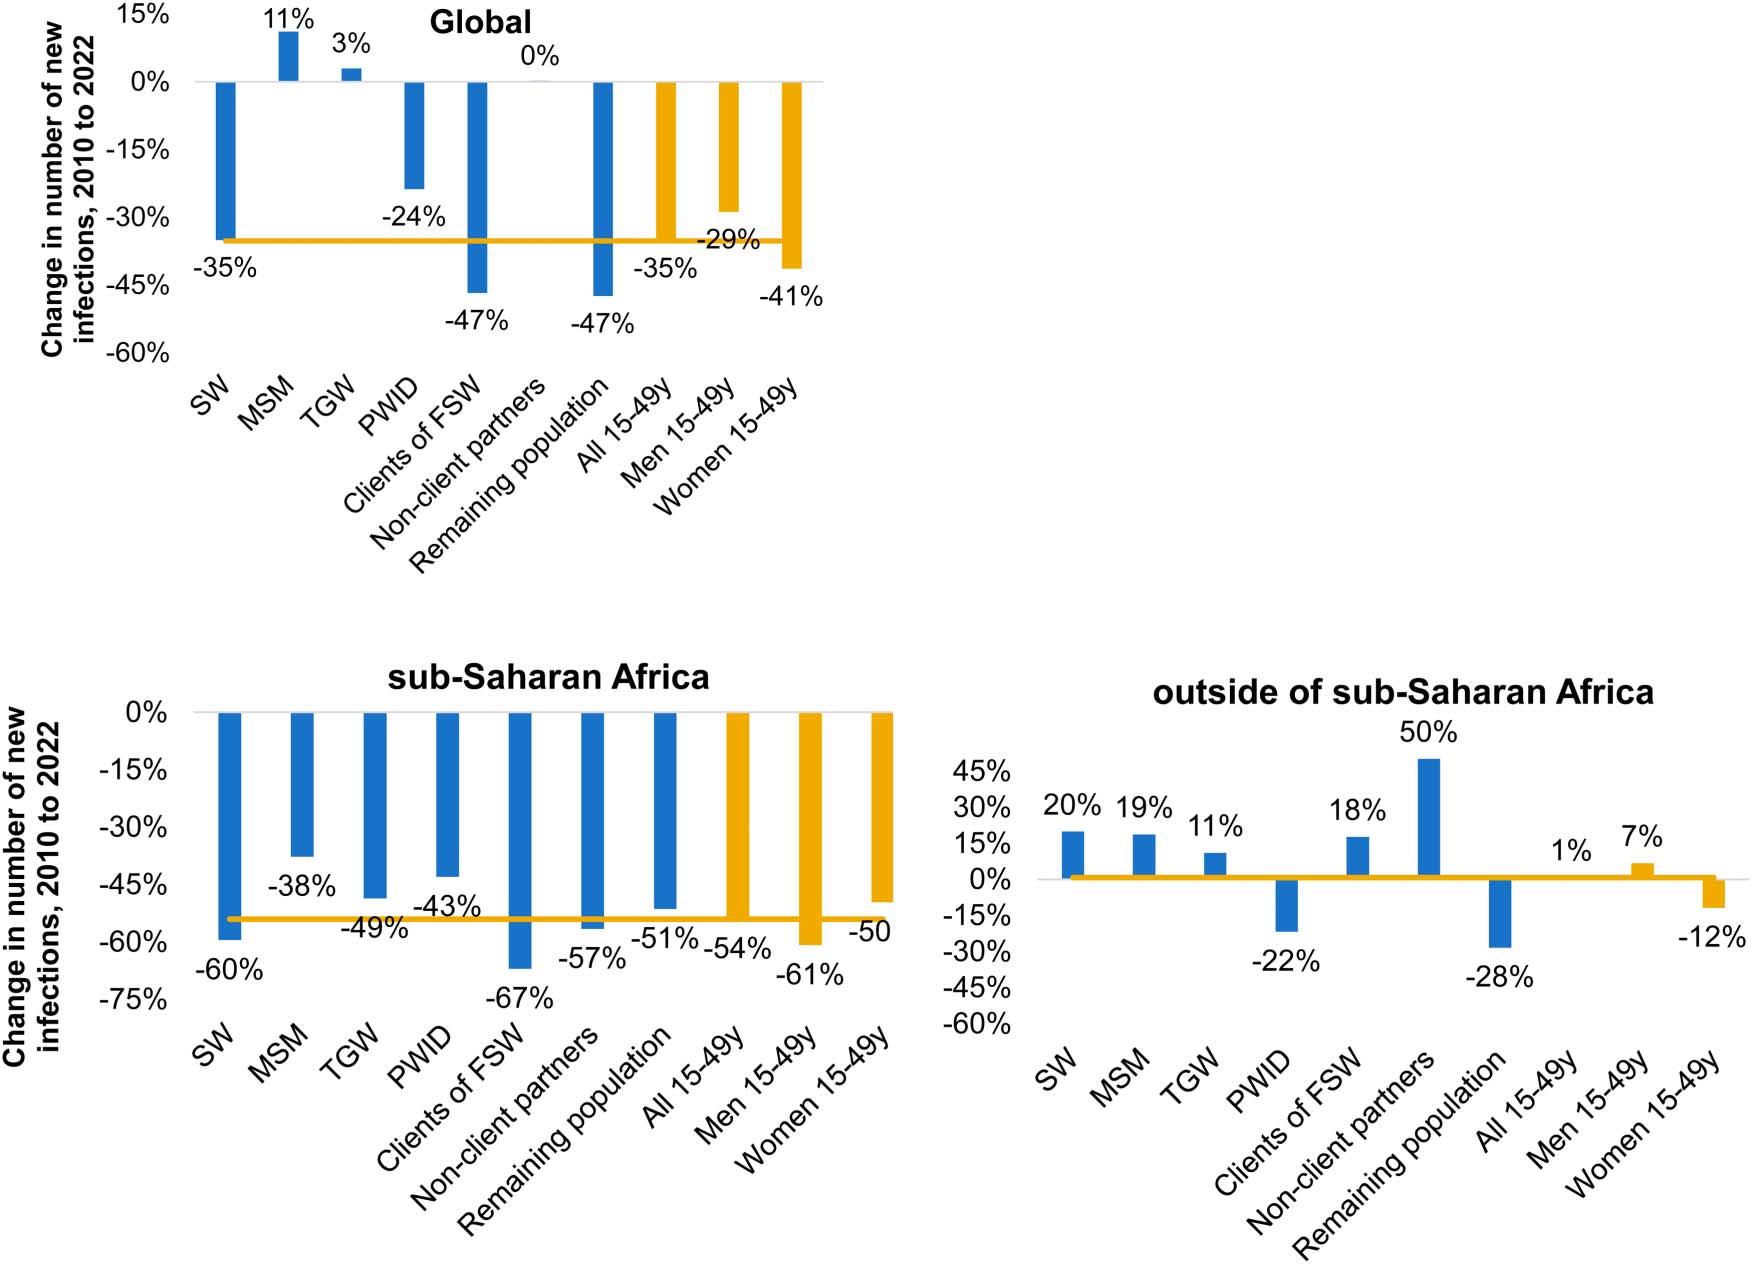 Global
Change in number of new
infections, 2010 to 2022
15%
0%
-15%
-30%
-45%
-60%
-35%
11%
3%
-24%
-47%
0%
-47%
-35%
-29%
-41%
SW
MSM
TGW
PWID
Clients of FSW
Non-client partners
Remaining population
All 15-49y
Men 15-49y
Women 15-49y
sub-Saharan Africa
Change in number of new
infections, 2010 to 2022
0%
-15%
-30%
-45%
-60%
-75%
-60%
-38%
-49%
-43%
-67%
-57%
-51%
-54%
-61%
-50
SW
MSM
TGW
PWID
Clients of FSW
Non-client partners
Remaining population
All 15-49y
Men 15-49y
Women 15-49y
outside of sub-Saharan Africa
45%
30%
15%
0%
-15%
-30%
-45%
-60%
20%
19%
11%
-22%
18%
50%
-28%
1%
7%
-12%
SW
MSM
TGW
PWID
Clients of FSW
Non-client partners
Remaining population
All 15-49y
Men 15-49y
Women 15-49y